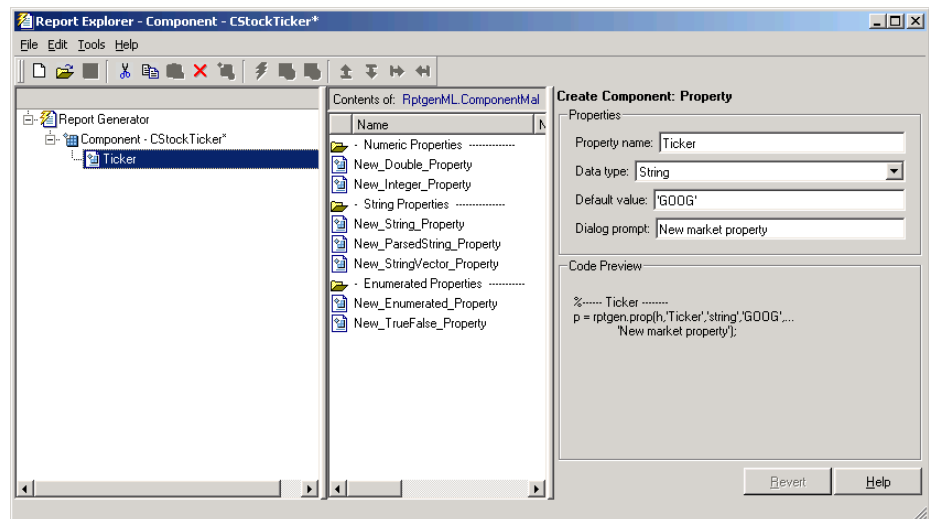 Report Explorer - Component - CStockTicker*
File Edit Tools Help
Report Generator
Component - CStockTicker*
Ticker
Contents of: RptgenML.ComponentMal
Name N
- Numeric Properties --------------
New_Double_Property
New_Integer_Property
- String Properties ---------------
New_String_Property
New_ParsedString_Property
New_StringVector_Property
- Enumerated Properties -----------
New_Enumerated_Property
New_TrueFalse_Property
Create Component: Property
Properties
Property name: Ticker
Data type: String
Default value: 'GOOG'
Dialog prompt: New market property
Code Preview
%------ Ticker --------
p = rptgen.prop(h,'Ticker','string','GOOG',...
'New market property');
Revert Help